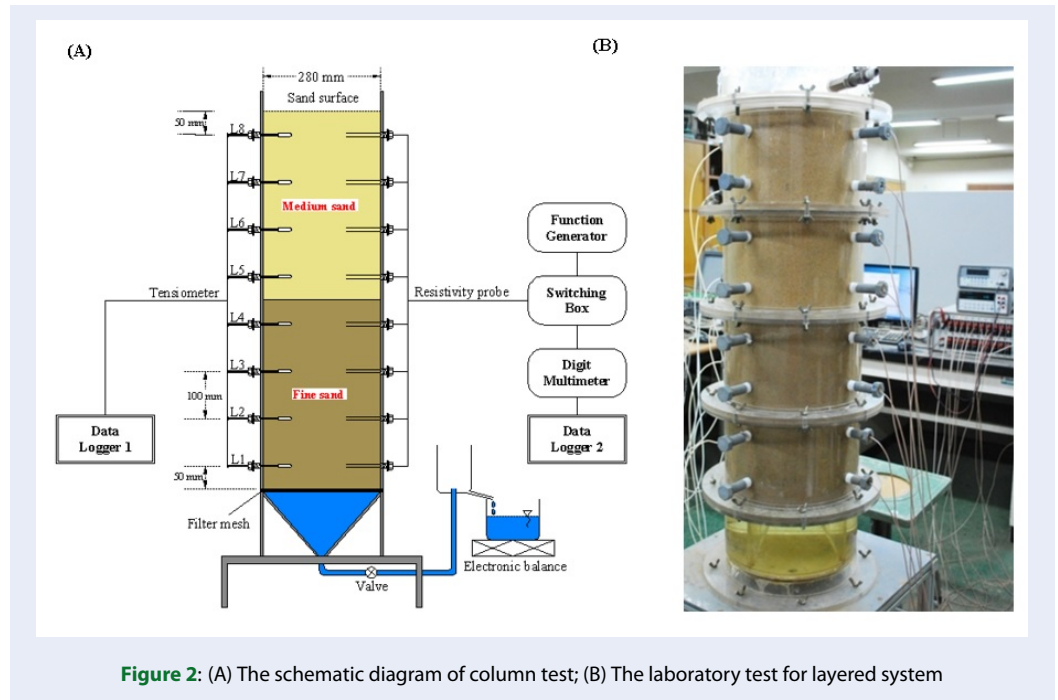 (A)
(B)
280 mm
Sand surface
50 mm
L8
L7
Medium sand
L6
L5
Tensiometer
Resistivity probe
L4
L3
100 mm
Fine sand
L2
L1
50 mm
Function
Generator
Switching
Box
Digit
Multimeter
Data
Logger 1
Data
Logger 2
Filter mesh
Electronic balance
Valve
Figure 2: (A) The schematic diagram of column test; (B) The laboratory test for layered system